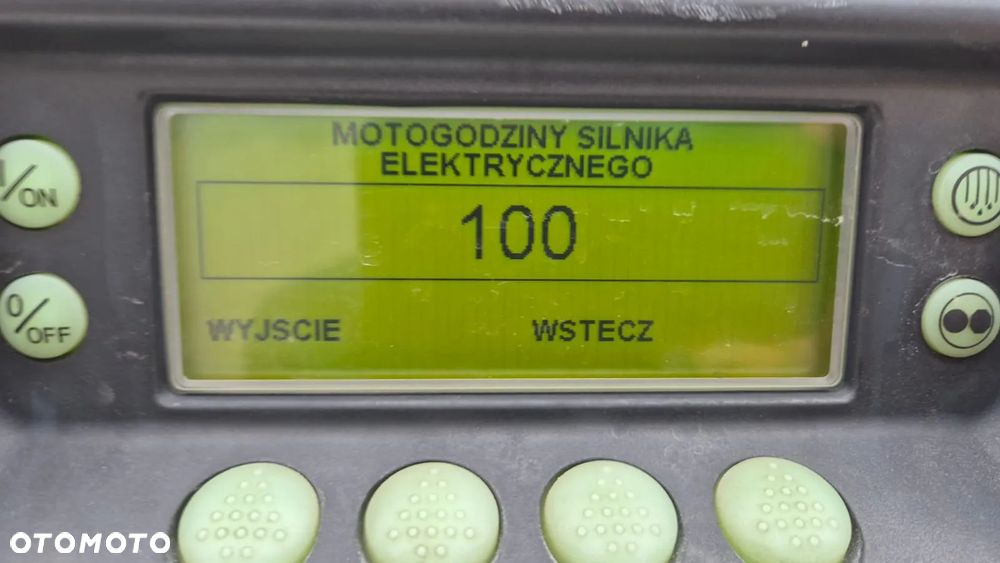 MOTOGODZINY SILNIKA
ELEKTRYCZNEGO
100
WYJSCIE WSTECZ
I/ON
0/OFF
OTOMOTO